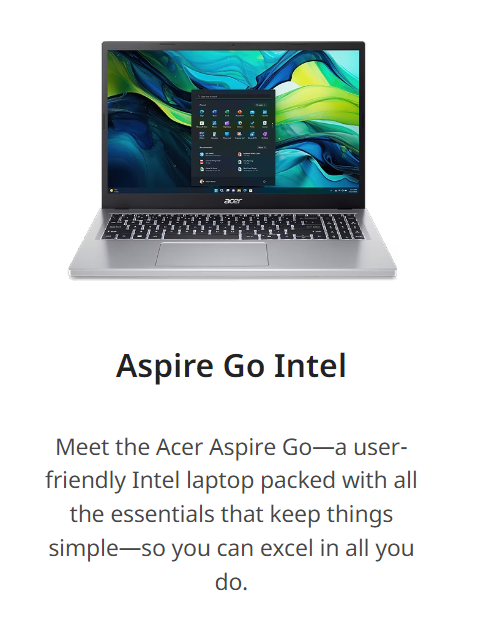 acer
Aspire Go Intel
Meet the Acer Aspire Go—a user-
friendly Intel laptop packed with all
the essentials that keep things
simple—so you can excel in all you
do.